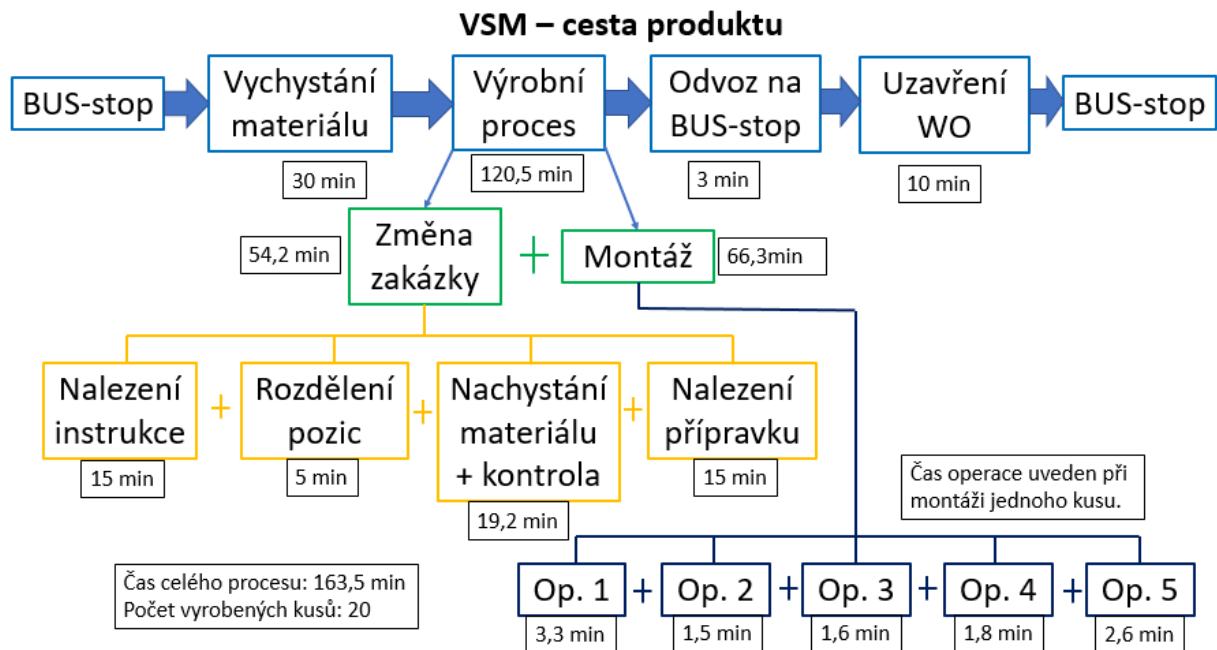 VSM – cesta produktu
BUS-stop
Vychystání
materiálu
Výrobní
proces
Odvoz na
BUS-stop
Uzavření
WO
BUS-stop
30 min
120,5 min
3 min
10 min
54,2 min
Změna
zakázky
+
Montáž
66,3min
Nalezení
instrukce
+
Rozdělení
pozic
+
Nachystání
materiálu
+ kontrola
+
Nalezení
přípravku
15 min
5 min
19,2 min
15 min
Čas operace uveden při
montáži jednoho kusu.
Čas celého procesu: 163,5 min
Počet vyrobených kusů: 20
Op. 1 + Op. 2 + Op. 3 + Op. 4 + Op. 5
3,3 min
1,5 min
1,6 min
1,8 min
2,6 min